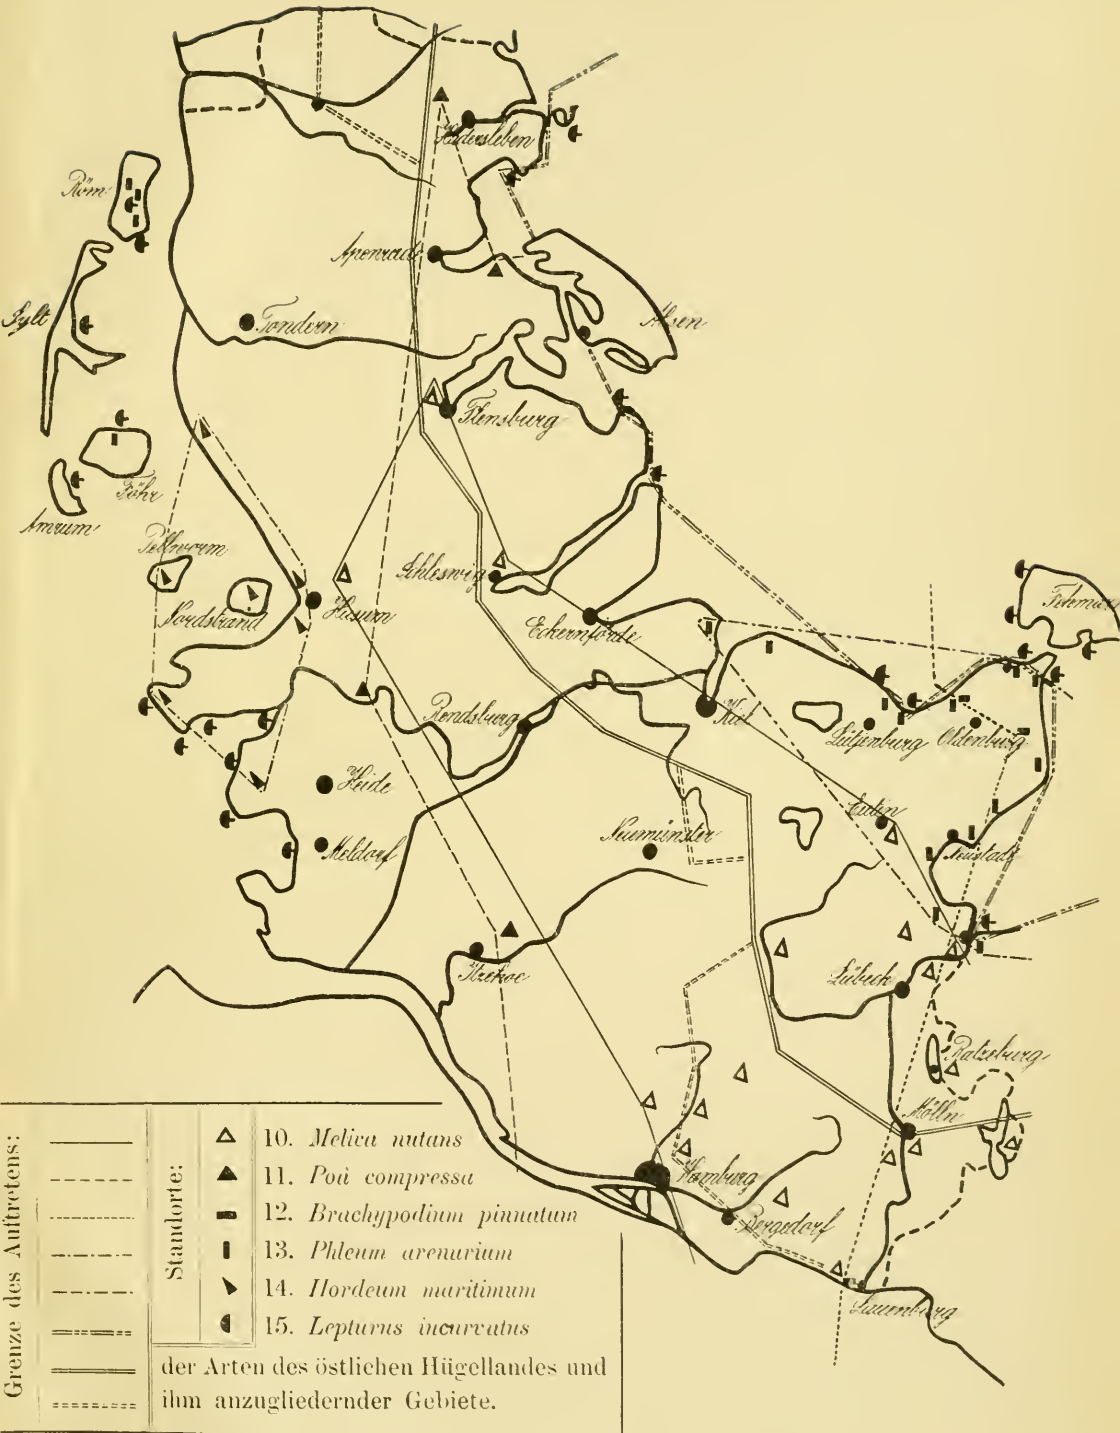 Hadersleben
Röm
Apenrade
Sylt
Tondern
Alsen
Flensburg
Föhr
Amrum
Pellworm
Schleswig
Nordstrand
Husum
Fehmarn
Eckernförde
Rendsburg
Kiel
Lütjenburg
Oldenburg
Heide
Eutin
Neumünster
Meldorf
Neustadt
Itzehoe
Lübeck
Ratzeburg
Mölln
Hamburg
Bergedorf
Lauenburg
Grenze des Auftretens:
Standorte:
10. Melica nutans
11. Poa compressa
12. Brachypodium pinnatum
13. Phleum arenarium
14. Hordeum maritimum
15. Lepturus incurvatus
der Arten des östlichen Hügellandes und
ihm anzugliedernder Gebiete.